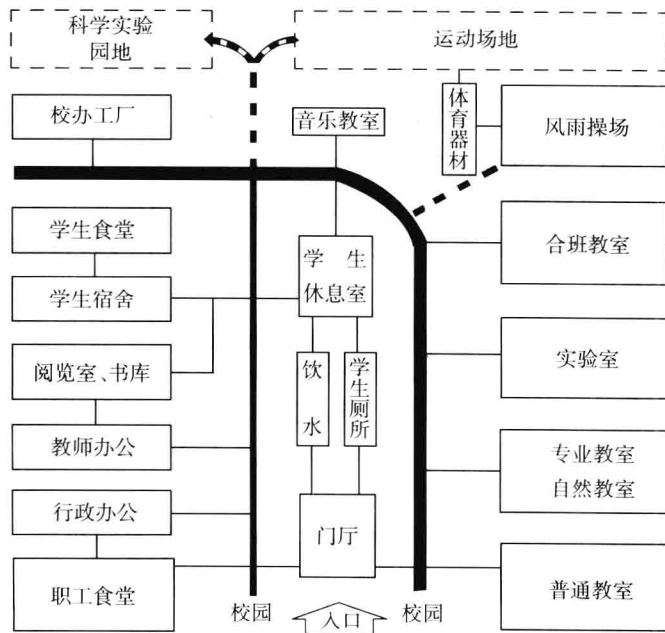 科学实验
园地
运动场地
校办工厂
音乐教室
体育器材
风雨操场
学生食堂
学生宿舍
学 生
休息室
合班教室
阅览室、书库
饮 水
学生厕所
实验室
教师办公
专业教室
自然教室
行政办公
门厅
职工食堂
普通教室
校园
入口
校园